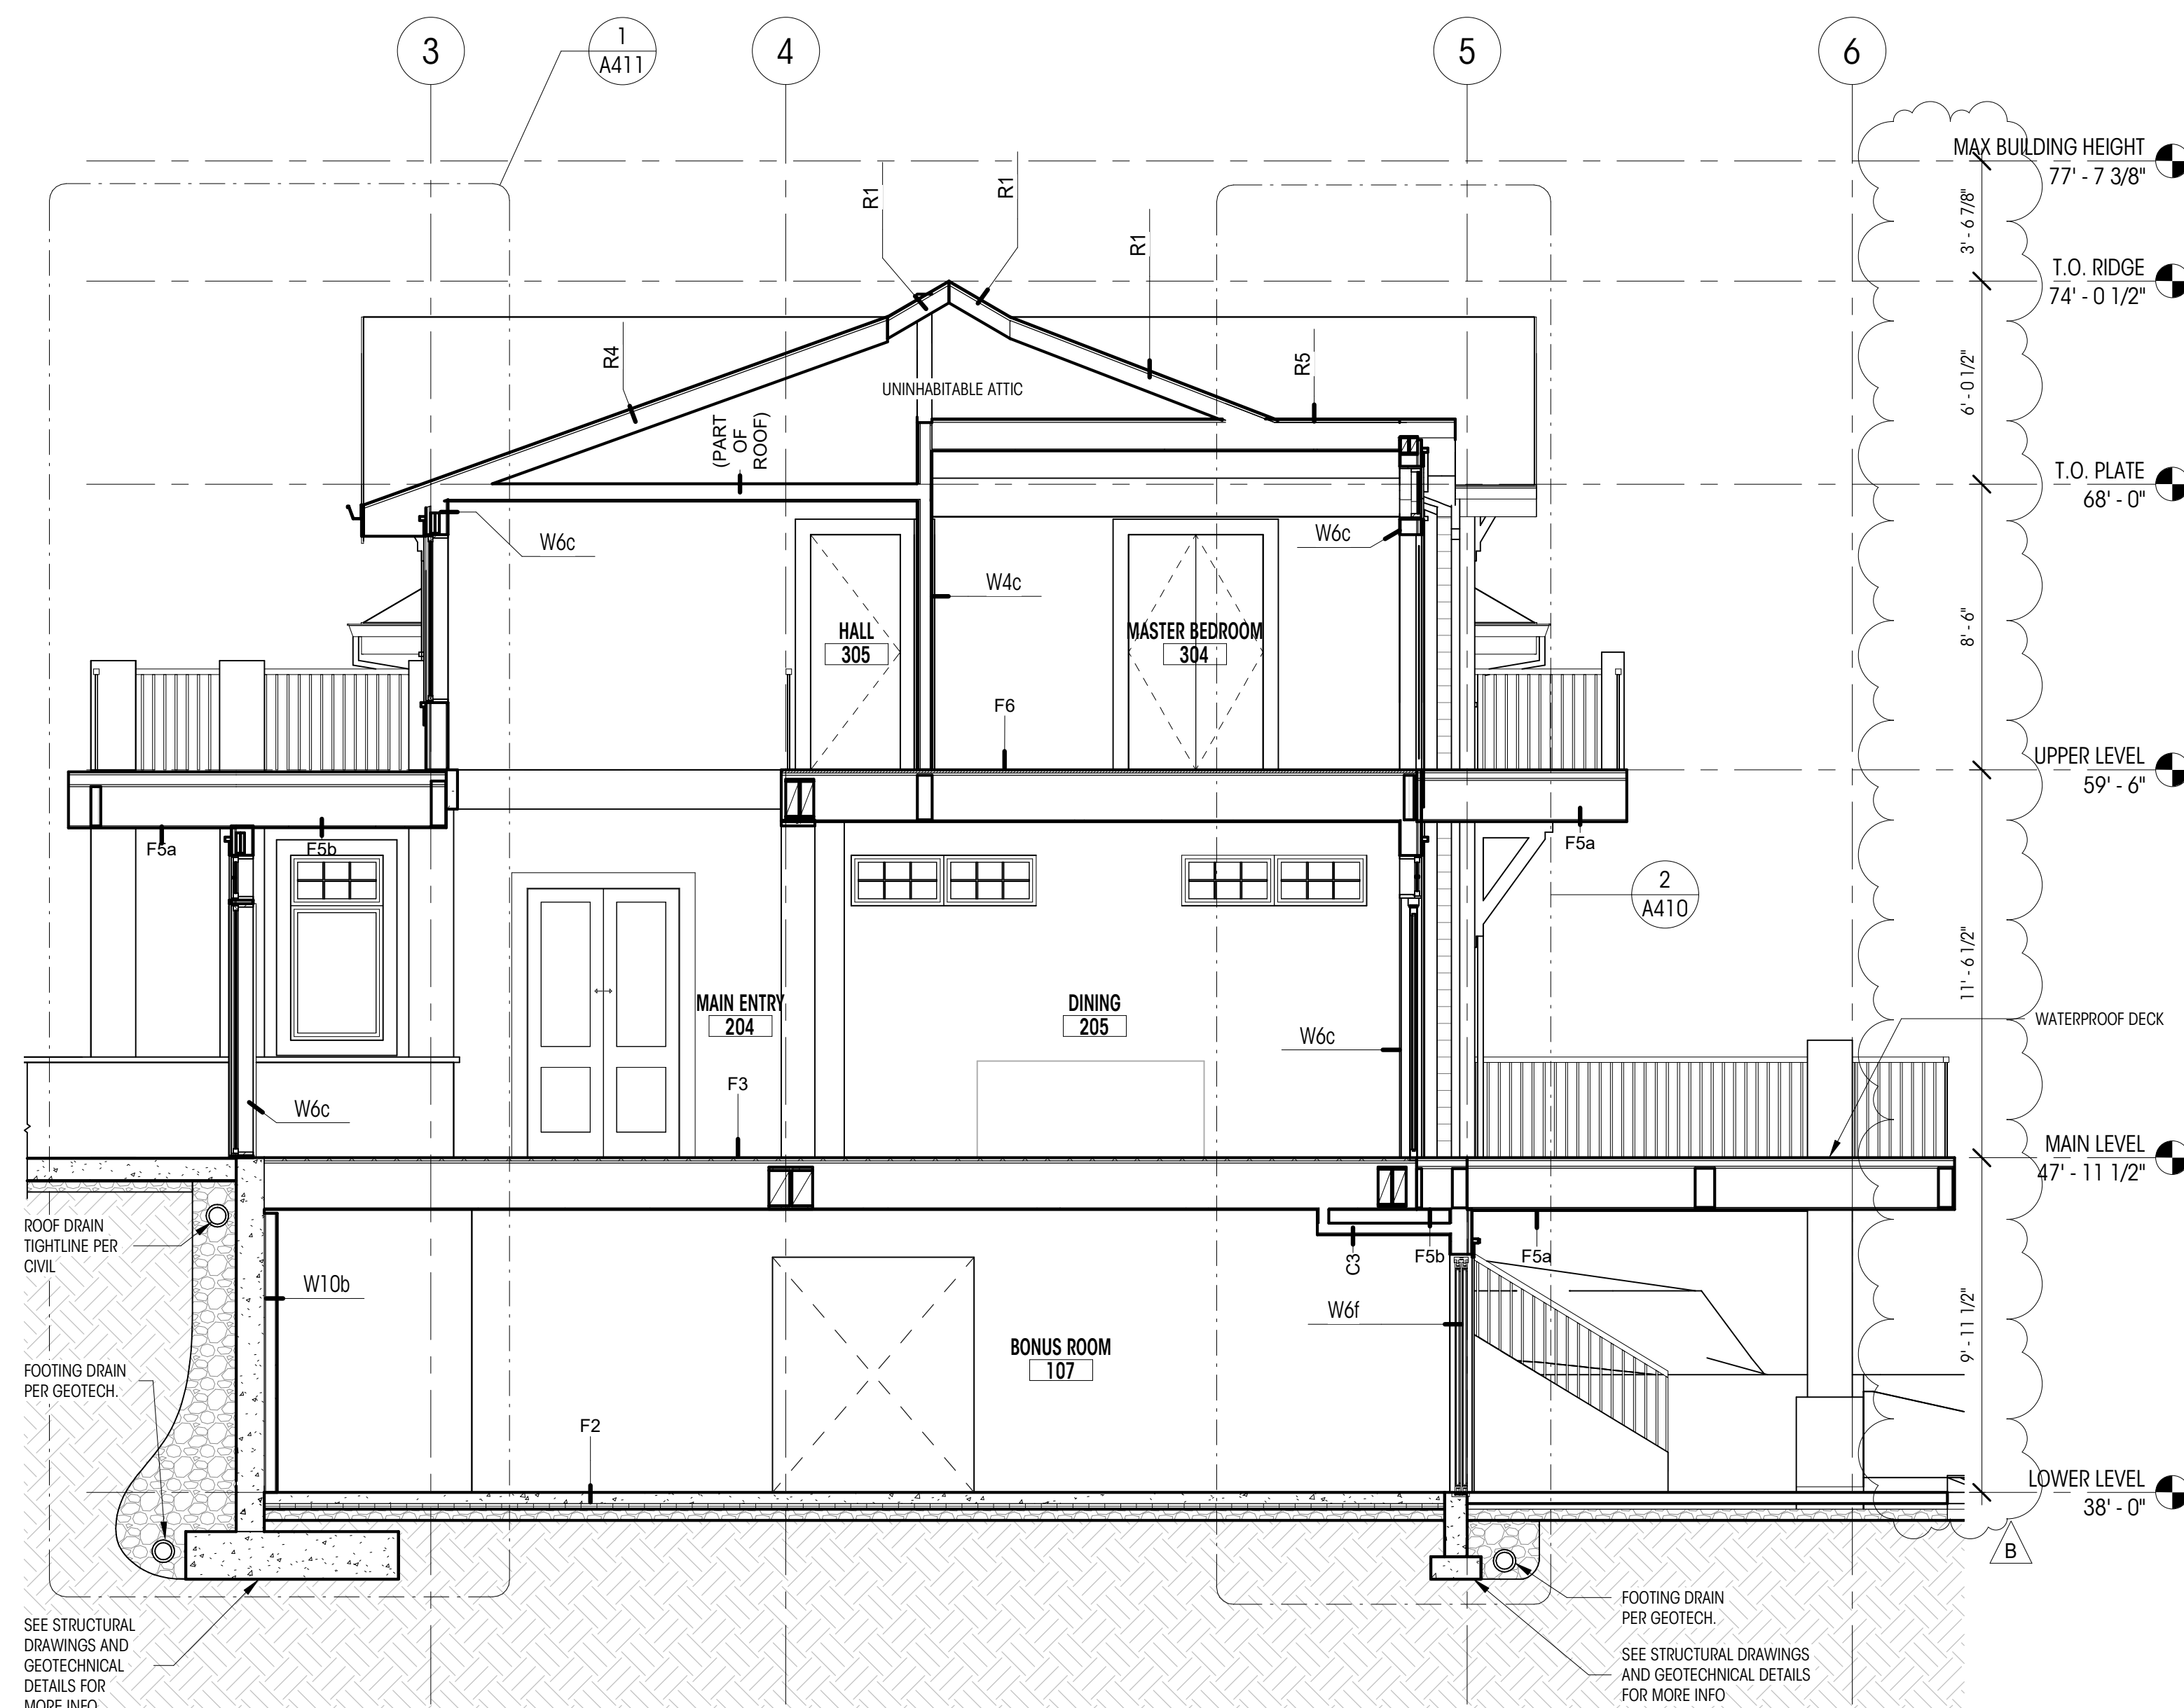 3
1
A411
4
5
6
MAX BUILDING HEIGHT
77' - 7 3/8"
R1
R1
3' - 6 7/8"
R1
T.O. RIDGE
74' - 0 1/2"
R4
R5
6' - 0 1/2"
UNINHABITABLE ATTIC
(PART
OF
ROOF)
T.O. PLATE
68' - 0"
W6c
W6c
W4c
HALL
305
MASTER BEDROOM
304
8' - 6"
F6
UPPER LEVEL
59' - 6"
F5a
F5b
F5a
2
A410
11' - 6 1/2"
MAIN ENTRY
204
DINING
205
WATERPROOF DECK
W6c
F3
W6c
MAIN LEVEL
47' - 11 1/2"
ROOF DRAIN
TIGHTLINE PER
CIVIL
C3
F5b
F5a
W10b
W6f
9' - 11 1/2"
BONUS ROOM
107
FOOTING DRAIN
PER GEOTECH.
F2
LOWER LEVEL
38' - 0"
B
FOOTING DRAIN
PER GEOTECH.
SEE STRUCTURAL
DRAWINGS AND
GEOTECHNICAL
DETAILS FOR
MORE INFO
SEE STRUCTURAL DRAWINGS
AND GEOTECHNICAL DETAILS
FOR MORE INFO